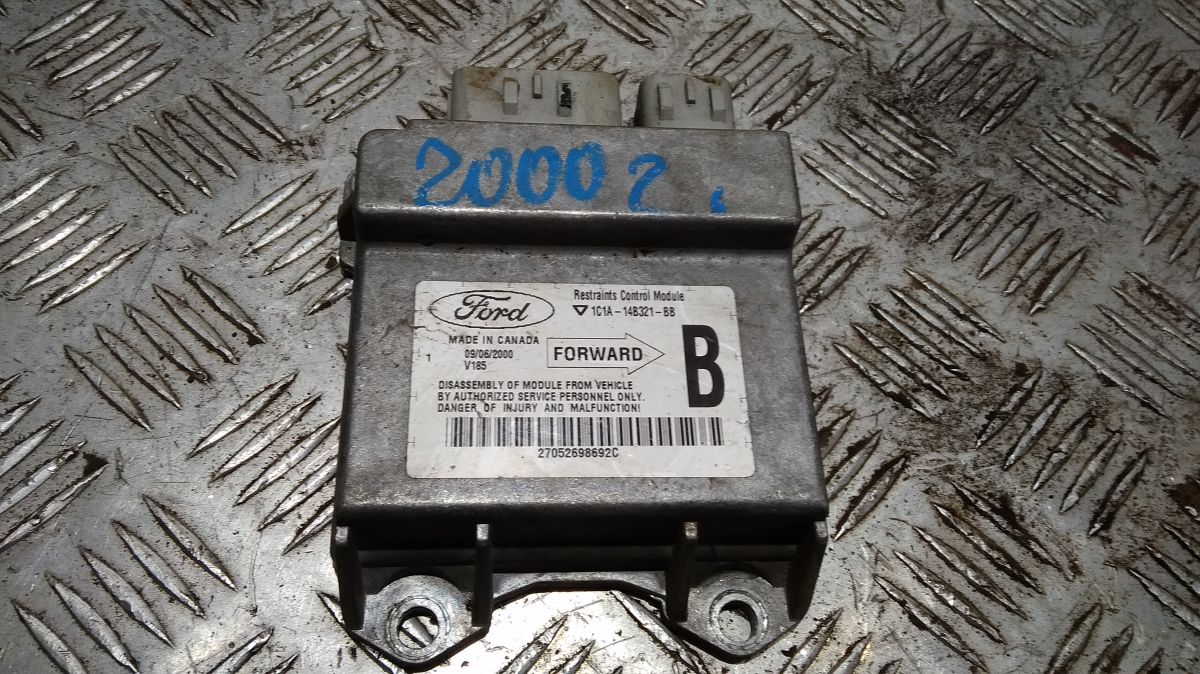 2000 г.
Ford
Restraints Control Module
1C1A-14B321-BB
MADE IN CANADA
09/06/2000
V185
1
FORWARD
B
DISASSEMBLY OF MODULE FROM VEHICLE
BY AUTHORIZED SERVICE PERSONNEL ONLY.
DANGER OF INJURY AND MALFUNCTION!
27052698692C